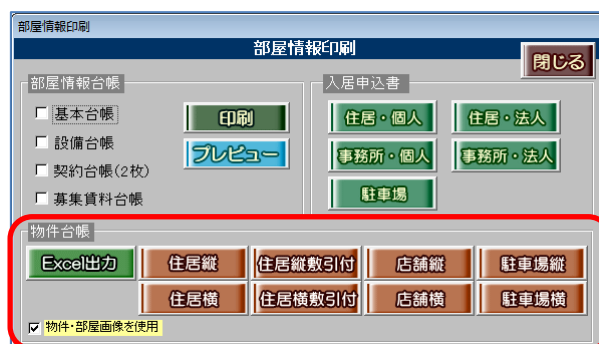 部屋情報印刷
部屋情報印刷
閉じる
部屋情報台帳
基本台帳
設備台帳
契約台帳(2枚)
募集賃料台帳
印刷
プレビュー
入居申込書
住居・個人 住居・法人
事務所・個人 事務所・法人
駐車場
物件台帳
Excel出力 住居縦 住居縦敷引付 店舗縦 駐車場縦
住居横 住居横敷引付 店舗横 駐車場横
物件・部屋画像を使用